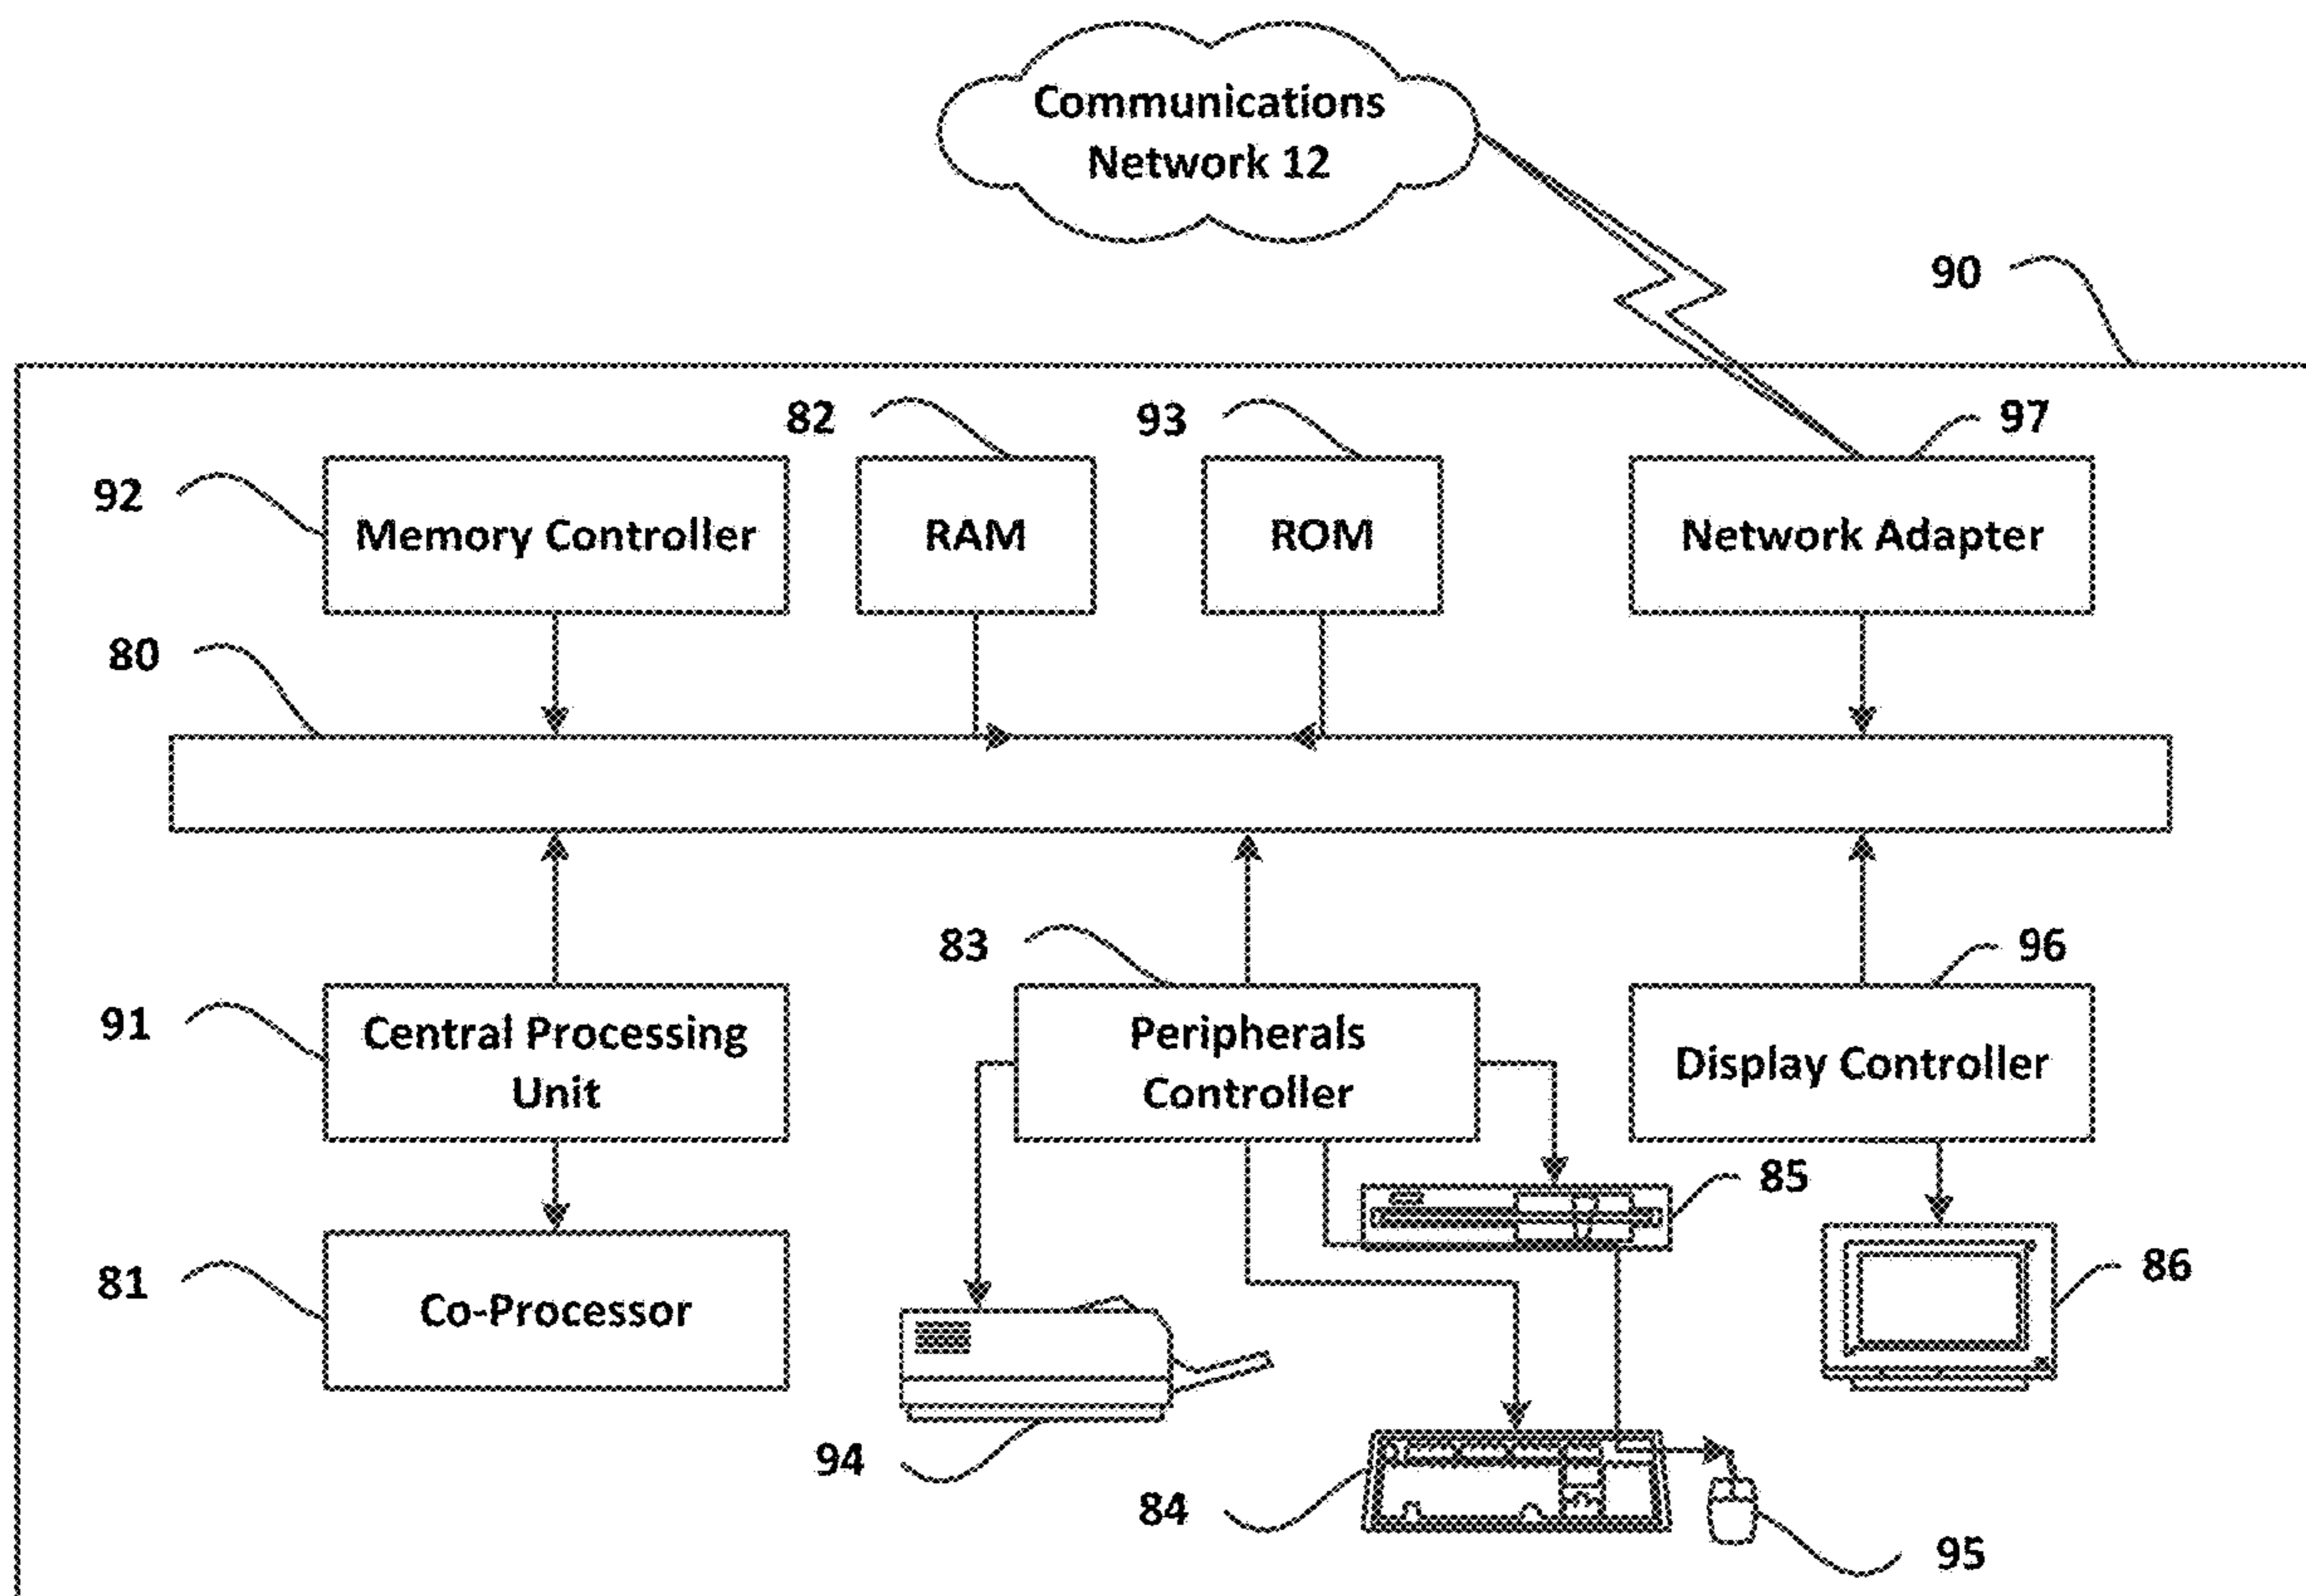 Communications
Network 12
90
82
93
97
92
Memory Controller
RAM
ROM
Network Adapter
80
83
96
91
Central Processing
Unit
Peripherals
Controller
Display Controller
85
81
Co-Processor
86
94
84
95